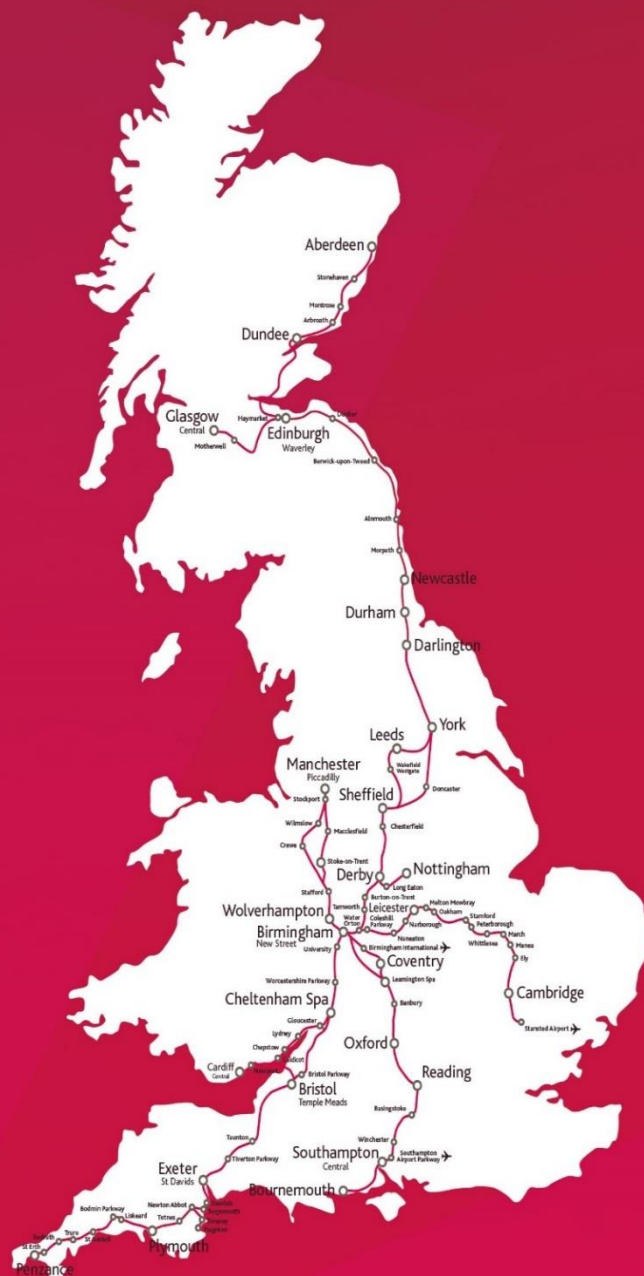 Aberdeen
Stonehaven
Montrose
Arbroath
Dundee
Glasgow
Central
Haymarket
Edinburgh
Waverley
Dunbar
Motherwell
Berwick-upon-Tweed
Alnmouth
Morpeth
Newcastle
Durham
Darlington
York
Leeds
Wakefield
Westgate
Manchester
Piccadilly
Sheffield
Doncaster
Stockport
Wilmslow
Macclesfield
Chesterfield
Crewe
Stoke-on-Trent
Derby
Nottingham
Long Eaton
Stafford
Burton-on-Trent
Tamworth
Leicester
Melton Mowbray
Oakham
Stamford
Wolverhampton
Water
Orton
Coleshill
Parkway
Narborough
Peterborough
Birmingham
New Street
Nuneaton
Whittlesea
March
Manea
University
Birmingham International
Ely
Coventry
Worcestershire Parkway
Leamington Spa
Cheltenham Spa
Banbury
Cambridge
Gloucester
Stansted Airport
Lydney
Oxford
Chepstow
Caldicot
Cardiff
Central
Newport
Bristol Parkway
Bristol
Temple Meads
Reading
Basingstoke
Taunton
Winchester
Tiverton Parkway
Southampton
Central
Southampton
Airport Parkway
Exeter
St Davids
Bournemouth
Newton Abbot
Totnes
Bodmin Parkway
Liskeard
Plymouth
Truro
St Erth
Penzance